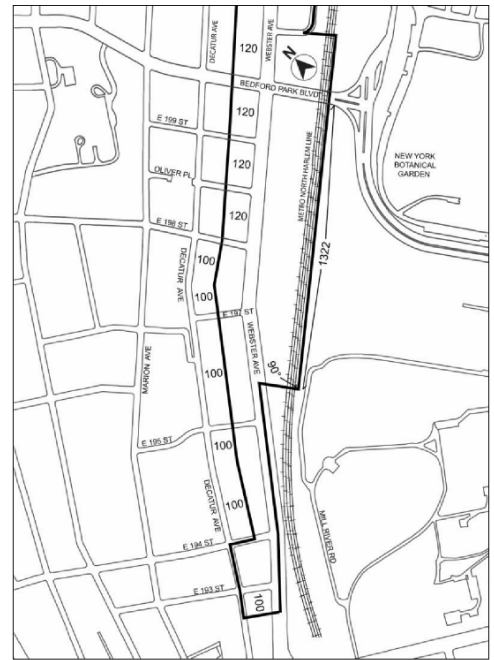 DECATUR AVE
120
WEBSTER AVE
N
BEDFORD PARK BLVD
120
E 199 ST
METRO NORTH HARLEM LINE
NEW YORK
BOTANICAL
GARDEN
120
OLIVER PL
120
E 198 ST
1322
DECATUR AVE
100
100
E 197 ST
WEBSTER AVE
MARION AVE
100
90°
E 195 ST
100
DECATUR AVE
100
MILL RIVER RD
E 194 ST
E 193 ST
100